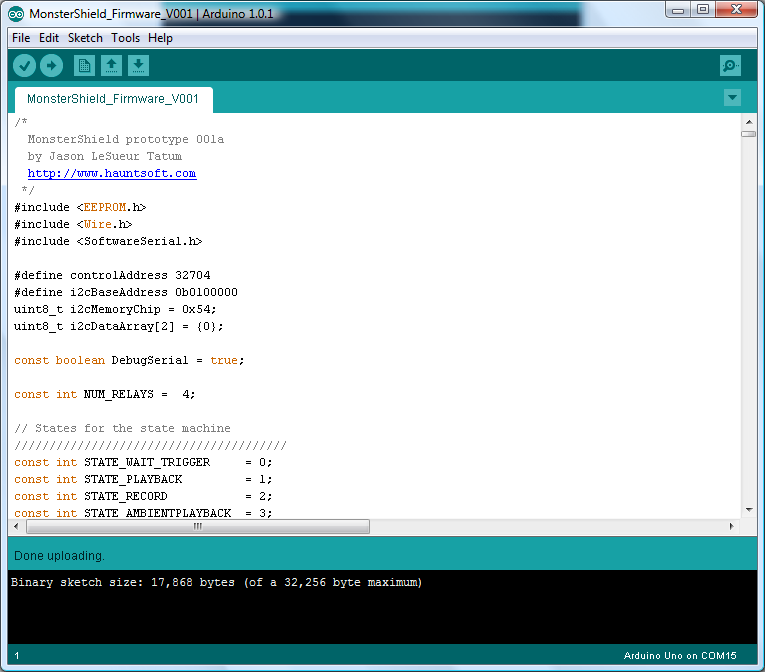 MonsterShield_Firmware_V001 | Arduino 1.0.1
File Edit Sketch Tools Help
MonsterShield_Firmware_V001
/*
MonsterShield prototype 001a
by Jason LeSueur Tatum
http://www.hauntsoft.com
*/
#include <EEPROM.h>
#include <Wire.h>
#include <SoftwareSerial.h>
#define controlAddress 32704
#define i2cBaseAddress 0b0100000
uint8_t i2cMemoryChip = 0x54;
uint8_t i2cDataArray[2] = {0};
const boolean DebugSerial = true;
const int NUM_RELAYS = 4;
// States for the state machine
///////////////////////////////////////
const int STATE_WAIT_TRIGGER = 0;
const int STATE_PLAYBACK = 1;
const int STATE_RECORD = 2;
const int STATE_AMBIENTPLAYBACK = 3;
Done uploading.
Binary sketch size: 17,868 bytes (of a 32,256 byte maximum)
1 Arduino Uno on COM15